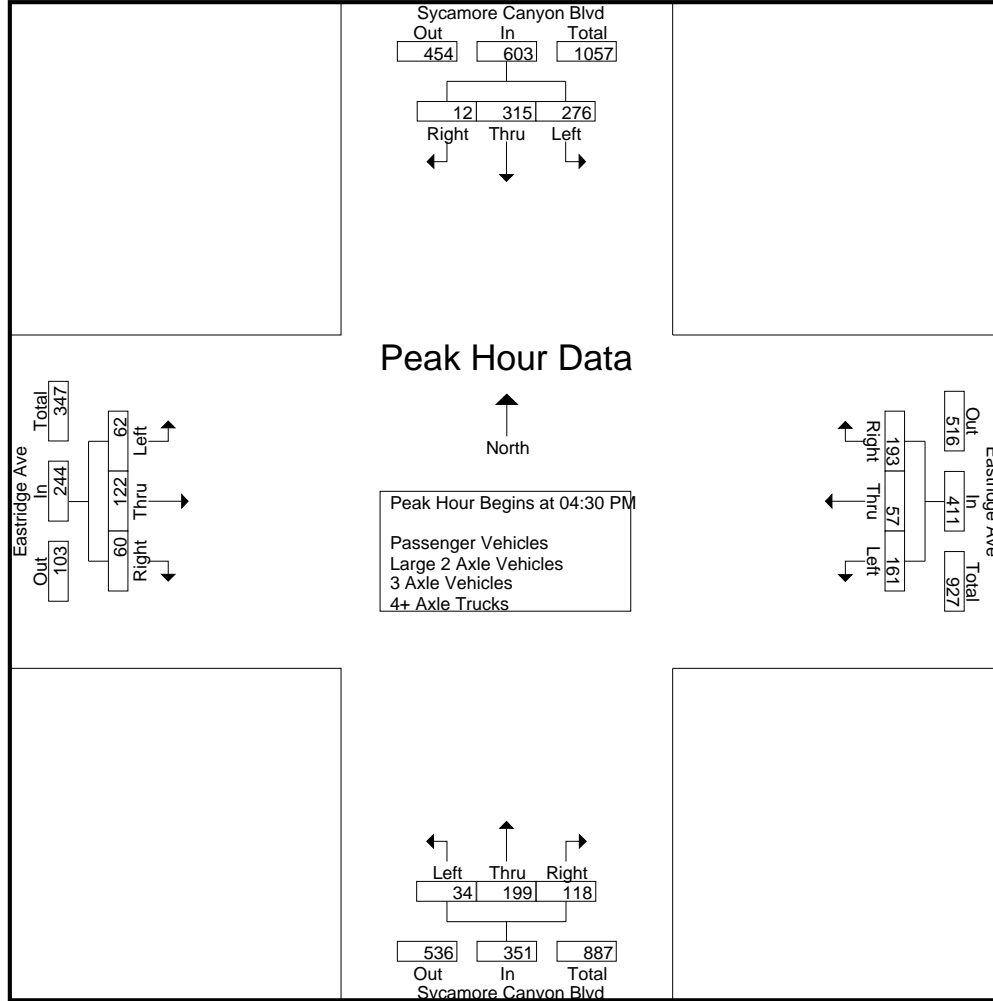 Sycamore Canyon Blvd
Out In Total
454 603 1057
12 315 276
Right Thru Left
Peak Hour Data
North
Peak Hour Begins at 04:30 PM
Passenger Vehicles
Large 2 Axle Vehicles
3 Axle Vehicles
4+ Axle Trucks
Eastridge Ave
Out In Total
103 244 347
60 122 62
Right Thru Left
Eastridge Ave
Out In Total
516 411 927
193 57 161
Right Thru Left
Left Thru Right
34 199 118
536 351 887
Out In Total
Sycamore Canyon Blvd